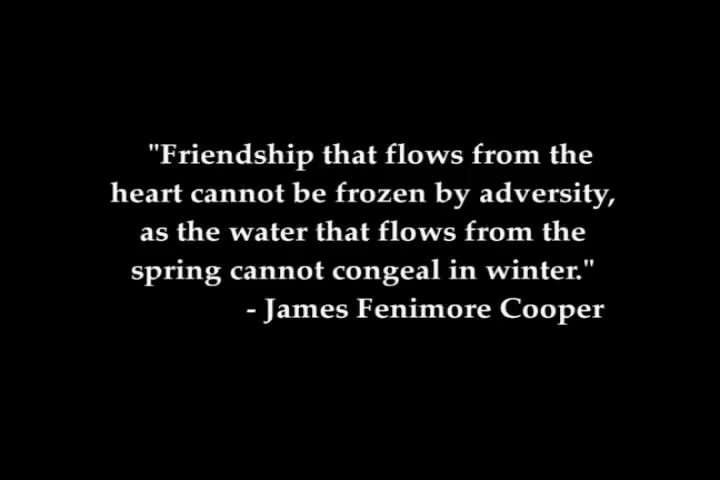 "Friendship that flows from the
heart cannot be frozen by adversity,
as the water that flows from the
spring cannot congeal in winter."
- James Fenimore Cooper